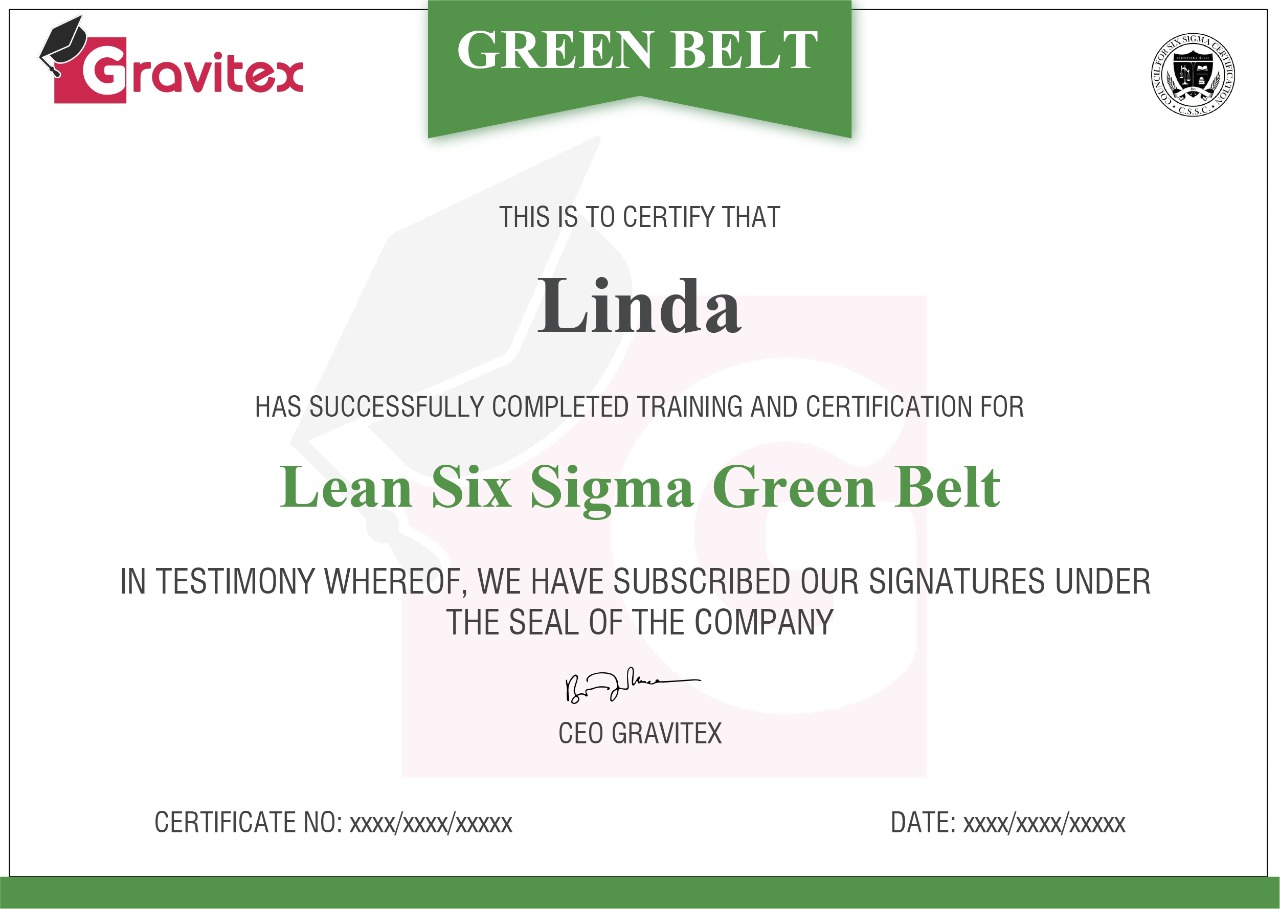 Gravitex
GREEN BELT
COUNCIL FOR SIX SIGMA CERTIFICATION
• C.S.S.C. •
THIS IS TO CERTIFY THAT
Linda
HAS SUCCESSFULLY COMPLETED TRAINING AND CERTIFICATION FOR
Lean Six Sigma Green Belt
IN TESTIMONY WHEREOF, WE HAVE SUBSCRIBED OUR SIGNATURES UNDER
THE SEAL OF THE COMPANY
CEO GRAVITEX
CERTIFICATE NO: xxxx/xxxx/xxxxx
DATE: xxxx/xxxx/xxxxx